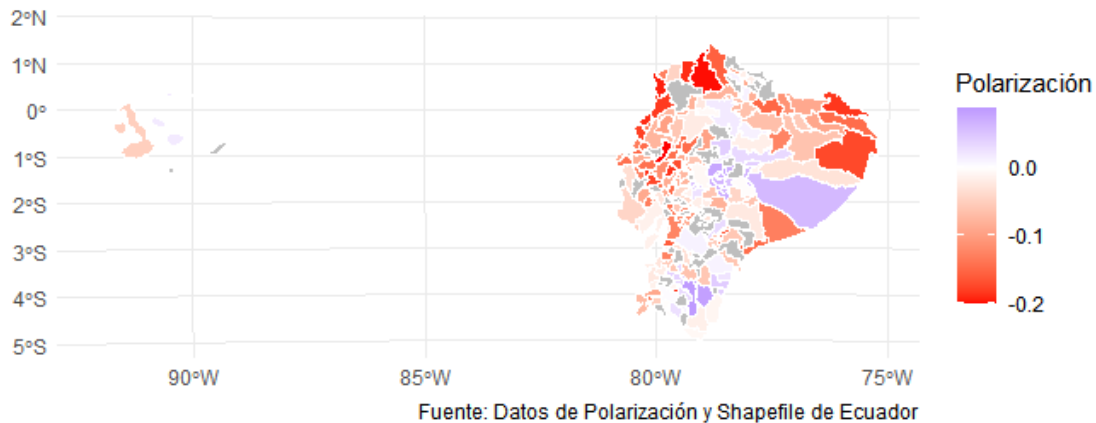 2°N
1°N
0°
1°S
2°S
3°S
4°S
5°S
90°W
85°W
80°W
75°W
Polarización
0.0
-0.1
-0.2
Fuente: Datos de Polarización y Shapefile de Ecuador